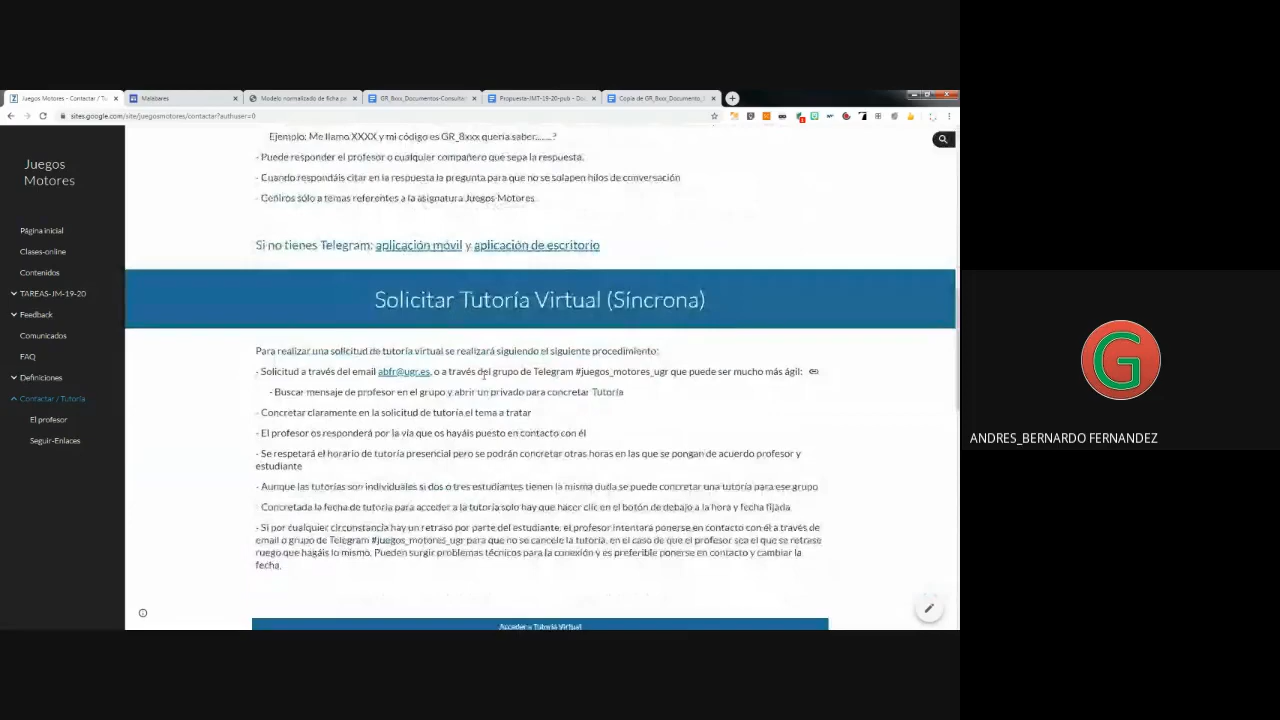 Juegos Motores - Contactar / Tu
Malabares
Modelo normalizado de ficha pa
GR_8xxx_Documentos-Consultor
Propuesta-JMT-19-20-pub - Doc
Copia de GR_8xx_Documento_
sites.google.com/site/juegosmotores/contactar?authuser=0
Juegos
Motores
Página inicial
Clases-online
Contenidos
TAREAS-JM-19-20
Feedback
Comunicados
FAQ
Definiciones
Contactar / Tutoría
El profesor
Seguir-Enlaces
Ejemplo: Me llamo XXXX y mi código es GR_8xxx quería saber.......?
- Puede responder el profesor o cualquier compañero que sepa la respuesta.
- Cuando respondáis citar en la respuesta la pregunta para que no se solapen hilos de conversación
- Ceñiros sólo a temas referentes a la asignatura Juegos Motores
Si no tienes Telegram: aplicación móvil y aplicación de escritorio
Solicitar Tutoría Virtual (Síncrona)
Para realizar una solicitud de tutoría virtual se realizará siguiendo el siguiente procedimiento:
- Solicitud a través del email abfr@ugr.es, o a través del grupo de Telegram #juegos_motores_ugr que puede ser mucho más ágil:
- Buscar mensaje de profesor en el grupo y abrir un privado para concretar Tutoría
- Concretar claramente en la solicitud de tutoría el tema a tratar
- El profesor os responderá por la vía que os hayáis puesto en contacto con él
- Se respetará el horario de tutoría presencial pero se podrán concretar otras horas en las que se pongan de acuerdo profesor y
estudiante
- Aunque las tutorías son individuales si dos o tres estudiantes tienen la misma duda se puede concretar una tutoría para ese grupo
- Concretada la fecha de tutoría para acceder a la tutoría solo hay que hacer clic en el botón de debajo a la hora y fecha fijada
- Si por cualquier circunstancia hay un retraso por parte del estudiante, el profesor intentará ponerse en contacto con él a través de
email o grupo de Telegram #juegos_motores_ugr para que no se cancele la tutoría, en el caso de que el profesor sea el que se retrase
ruego que hagáis lo mismo. Pueden surgir problemas técnicos para la conexión y es preferible ponerse en contacto y cambiar la
fecha.
Acceder a Tutoría Virtual
G
ANDRES_BERNARDO FERNANDEZ